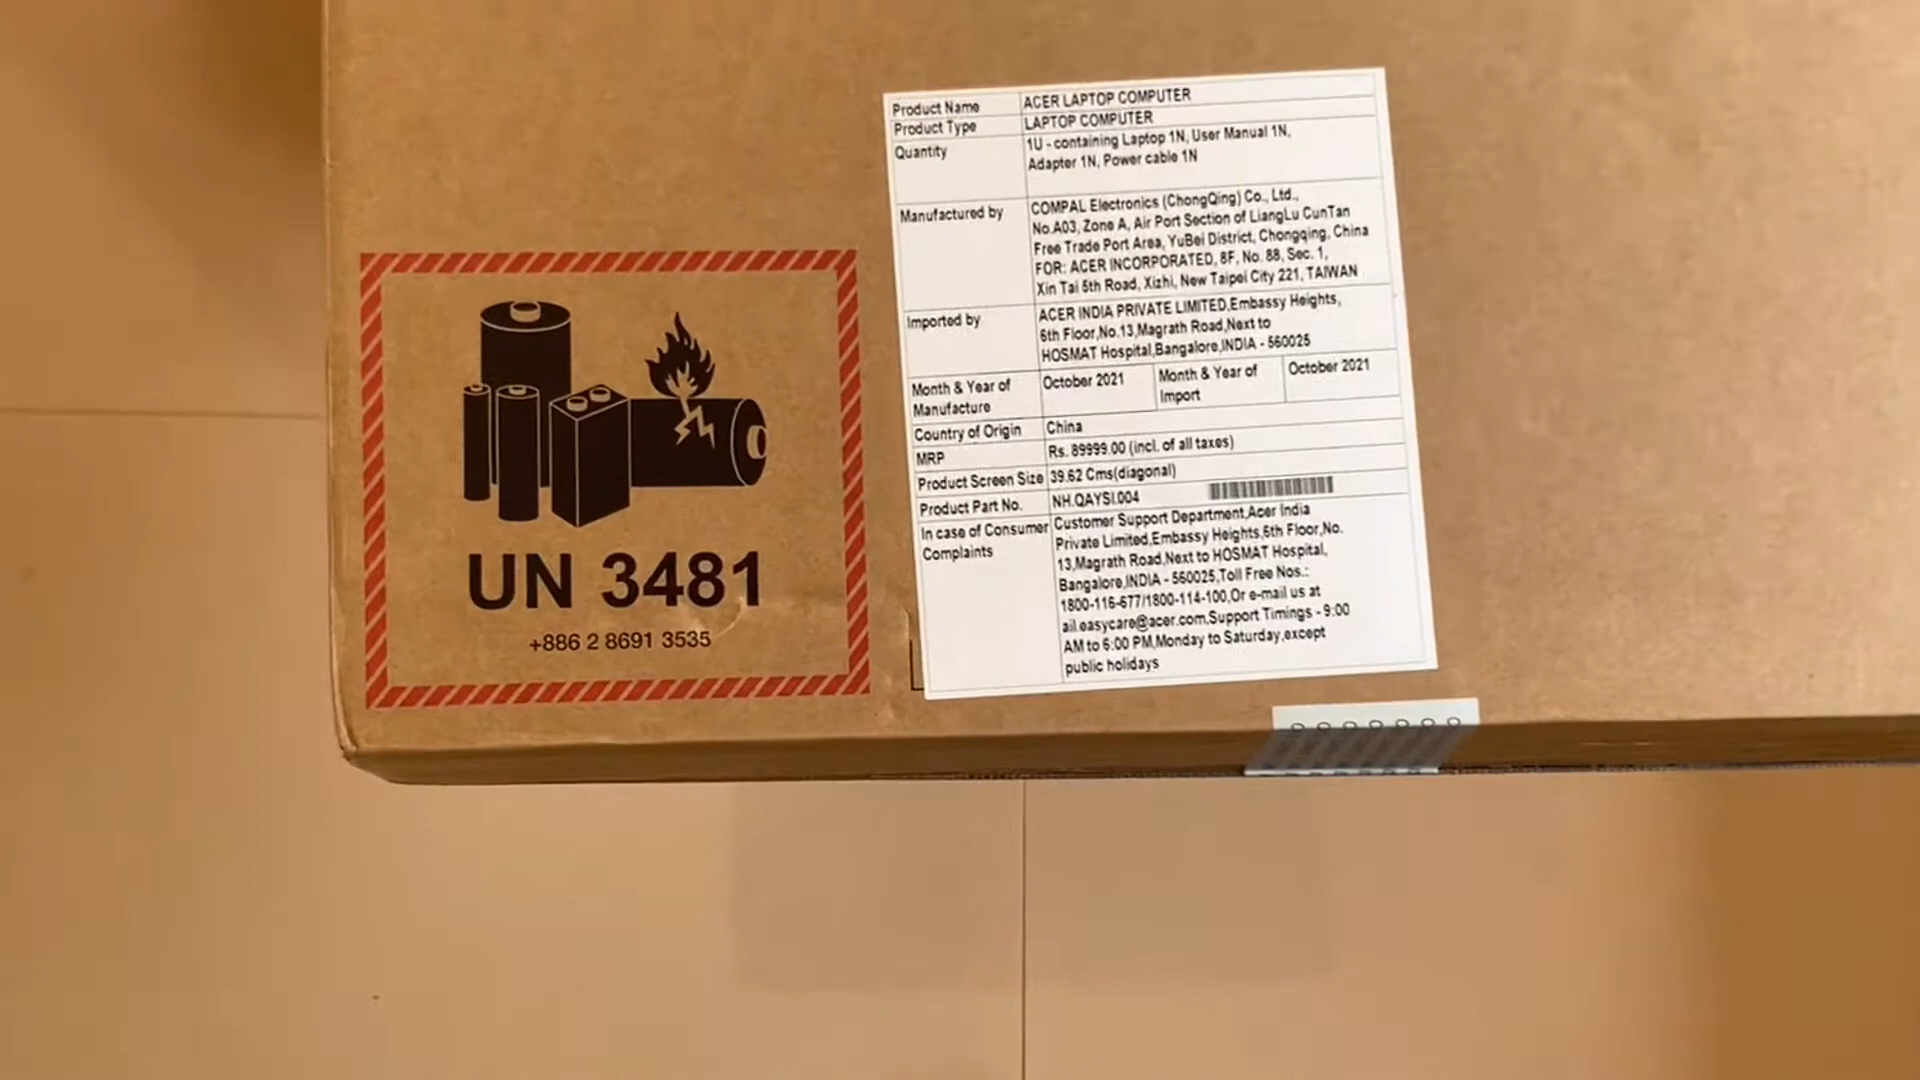 UN 3481
+886 2 8691 3535
Product Name ACER LAPTOP COMPUTER
Product Type LAPTOP COMPUTER
Quantity 1U - containing Laptop 1N, User Manual 1N,
Adapter 1N, Power cable 1N
Manufactured by COMPAL Electronics (ChongQing) Co., Ltd.,
No.A03, Zone A, Air Port Section of LiangLu CunTan
Free Trade Port Area, YuBei District, Chongqing, China
FOR: ACER INCORPORATED, 8F, No. 88, Sec. 1,
Xin Tai 5th Road, Xizhi, New Taipei City 221, TAIWAN
Imported by ACER INDIA PRIVATE LIMITED,Embassy Heights,
6th Floor,No.13,Magrath Road,Next to
HOSMAT Hospital,Bangalore,INDIA - 560025
Month & Year of October 2021 Month & Year of October 2021
Manufacture Import
Country of Origin China
MRP Rs. 89999.00 (incl. of all taxes)
Product Screen Size 39.62 Cms(diagonal)
Product Part No. NH.QAYSI.004
In case of Consumer Customer Support Department,Acer India
Complaints Private Limited,Embassy Heights,6th Floor,No.
13,Magrath Road,Next to HOSMAT Hospital,
Bangalore,INDIA - 560025,Toll Free Nos.:
1800-116-677/1800-114-100,Or e-mail us at
ail.easycare@acer.com,Support Timings - 9:00
AM to 6:00 PM,Monday to Saturday,except
public holidays